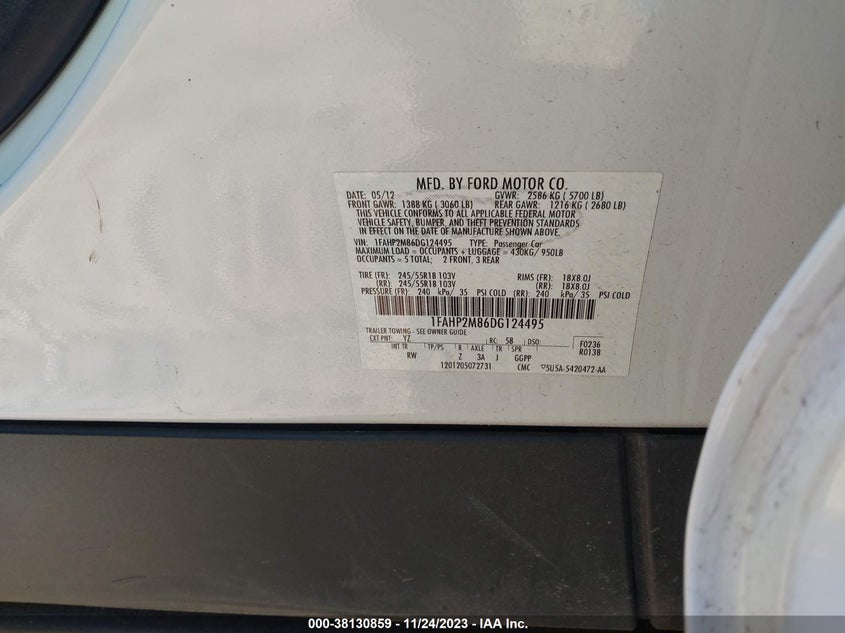 MFD. BY FORD MOTOR CO.
DATE: 05/12 GVWR: 2586 KG ( 5700 LB)
FRONT GAWR: 1388 KG ( 3060 LB) REAR GAWR: 1216 KG ( 2680 LB)
THIS VEHICLE CONFORMS TO ALL APPLICABLE FEDERAL MOTOR
VEHICLE SAFETY, BUMPER, AND THEFT PREVENTION STANDARDS
IN EFFECT ON THE DATE OF MANUFACTURE SHOWN ABOVE.
VIN: 1FAHP2M86DG124495 TYPE: Passenger Car
MAXIMUM LOAD = OCCUPANTS + LUGGAGE = 430KG/ 950LB
OCCUPANTS = 5 TOTAL; 2 FRONT, 3 REAR
TIRE (FR): 245/55R18 103V RIMS (FR): 18X8.0J
(RR): 245/55R18 103V (RR): 18X8.0J
PRESSURE (FR): 240 kPa/ 35 PSI COLD (RR): 240 kPa/ 35 PSI COLD
1FAHP2M86DG124495
TRAILER TOWING - SEE OWNER GUIDE
EXT PNT: YZ RC: 58 DSO: F0236
INT TR TP/PS R AXLE TR SPR R0138
RW Z 3A J GGPP
1201205072731 CMC ▽5U5A-5420472-AA
000-38130859 - 11/24/2023 - IAA Inc.